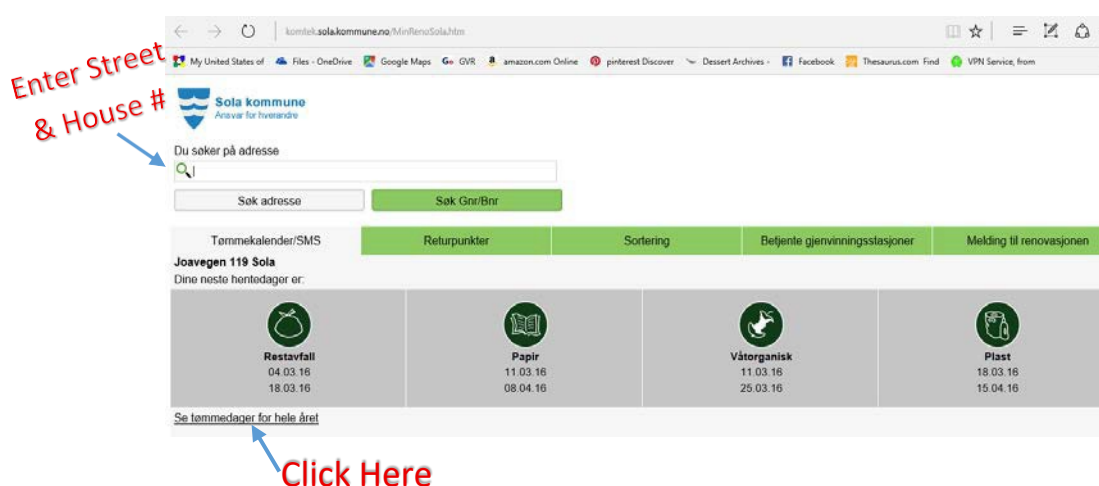 komtek.sola.kommune.no/MinRenoSola.htm
My United States of Files - OneDrive Google Maps Go GVR amazon.com Online pinterest Discover Dessert Archives - Facebook Thesaurus.com Find VPN Service, from
Enter Street
& House #
Sola kommune
Ansvar for hverandre
Du søker på adresse
Søk adresse Søk Gnr/Bnr
Tømmekalender/SMS Returpunkter Sortering Betjente gjenvinningsstasjoner Melding til renovasjonen
Joavegen 119 Sola
Dine neste hentedager er:
Restavfall Papir Våtorganisk Plast
04.03.16 11.03.16 11.03.16 18.03.16
18.03.16 08.04.16 25.03.16 15.04.16
Se tømmedager for hele året
Click Here